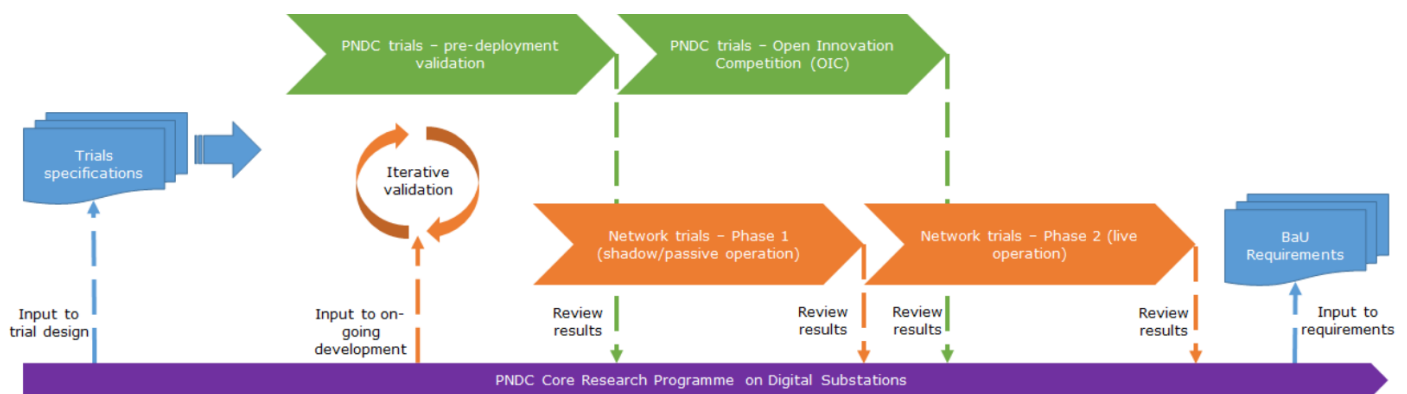 PNDC trials – pre-deployment
validation
PNDC trials – Open Innovation
Competition (OIC)
Trials
specifications
Iterative
validation
Network trials – Phase 1
(shadow/passive operation)
Network trials – Phase 2 (live
operation)
BaU
Requirements
Input to
trial design
Input to on-
going
development
Review
results
Review
results
Review
results
Review
results
Input to
requirements
PNDC Core Research Programme on Digital Substations